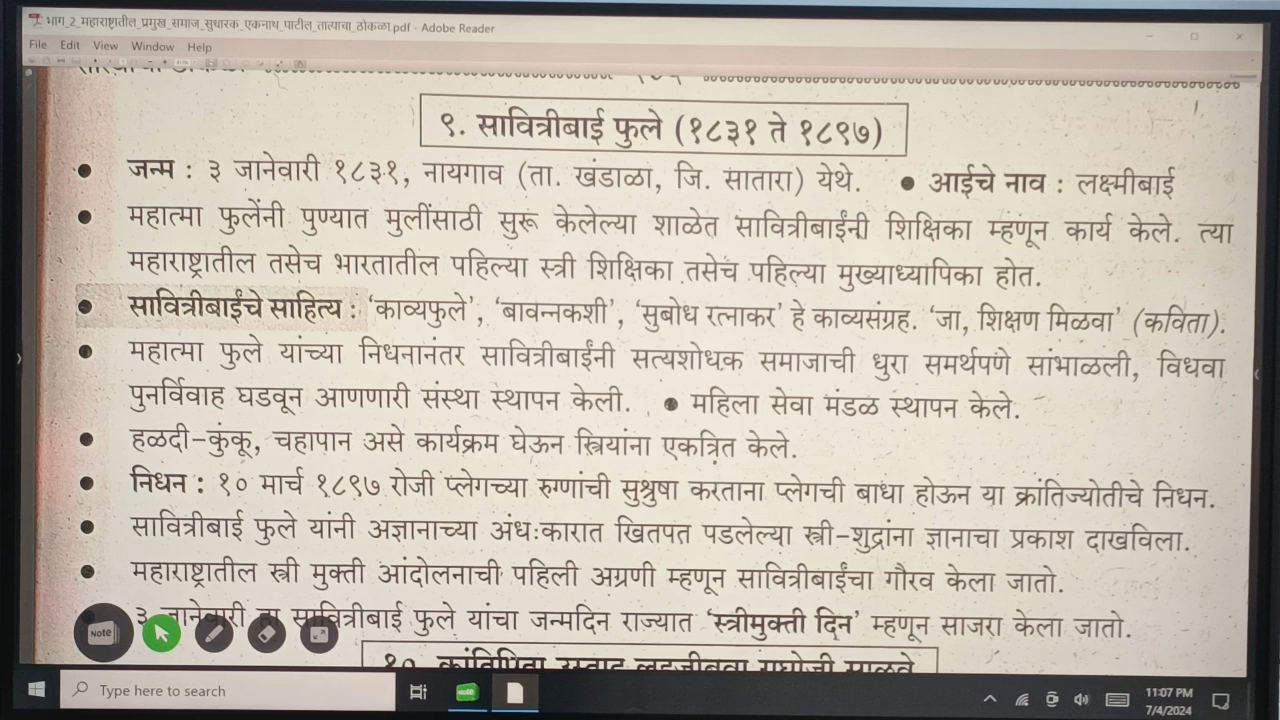 भाग_2_महाराष्ट्रातील_प्रमुख_समाज_सुधारक_एकनाथ_पाटील_तात्याचा_ठोकळा.pdf - Adobe Reader
File Edit View Window Help
९. सावित्रीबाई फुले (१८३१ ते १८९७)
● जन्म : ३ जानेवारी १८३१, नायगाव (ता. खंडाळा, जि. सातारा) येथे. ● आईचे नाव : लक्ष्मीबाई
● महात्मा फुलेंनी पुण्यात मुलींसाठी सुरू केलेल्या शाळेत सावित्रीबाईंनी शिक्षिका म्हणून कार्य केले. त्या
महाराष्ट्रातील तसेच भारतातील पहिल्या स्त्री शिक्षिका तसेच पहिल्या मुख्याध्यापिका होत.
● सावित्रीबाईंचे साहित्य : ‘काव्यफुले’, ‘बावन्नकशी’, ‘सुबोध रत्नाकर’ हे काव्यसंग्रह. ‘जा, शिक्षण मिळवा’ (कविता).
● महात्मा फुले यांच्या निधनानंतर सावित्रीबाईंनी सत्यशोधक समाजाची धुरा समर्थपणे सांभाळली, विधवा
पुनर्विवाह घडवून आणणारी संस्था स्थापन केली. ● महिला सेवा मंडळ स्थापन केले.
● हळदी-कुंकू, चहापान असे कार्यक्रम घेऊन स्त्रियांना एकत्रित केले.
● निधन : १० मार्च १८९७ रोजी प्लेगच्या रुग्णांची सुश्रुषा करताना प्लेगची बाधा होऊन या क्रांतिज्योतीचे निधन.
● सावित्रीबाई फुले यांनी अज्ञानाच्या अंधःकारात खितपत पडलेल्या स्त्री-शुद्रांना ज्ञानाचा प्रकाश दाखविला.
● महाराष्ट्रातील स्त्री मुक्ती आंदोलनाची पहिली अग्रणी म्हणून सावित्रीबाईंचा गौरव केला जातो.
३ जानेवारी हा सावित्रीबाई फुले यांचा जन्मदिन राज्यात ‘स्त्रीमुक्ती दिन’ म्हणून साजरा केला जातो.
Note
Type here to search
Note
11:07 PM
7/4/2024